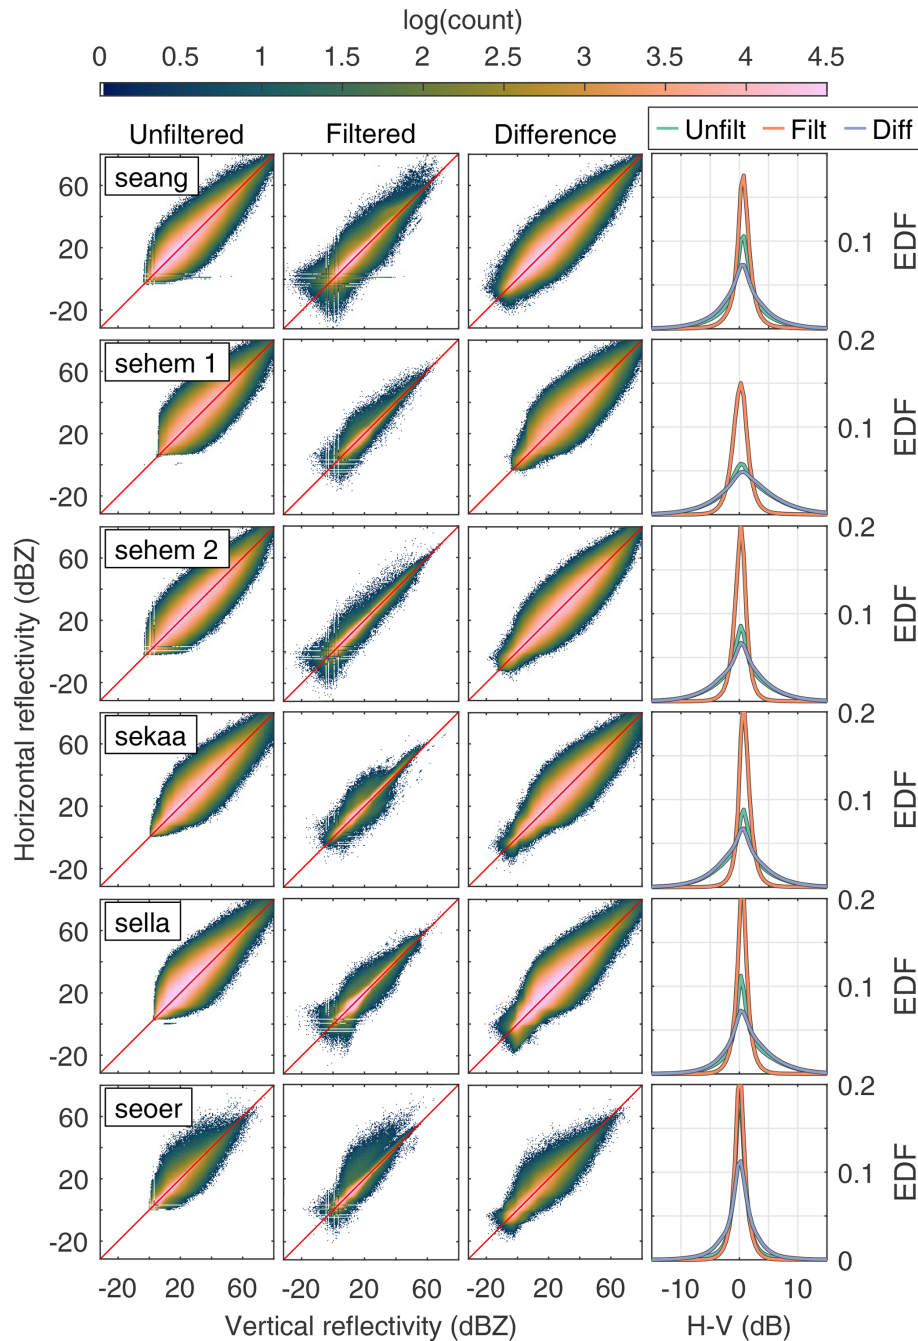 log(count)
0 0.5 1 1.5 2 2.5 3 3.5 4 4.5
Unfiltered Filtered Difference Unfilt Filt Diff
seang
60
20
-20
0.1
EDF
sehem 1
60
20
-20
0.2
0.1
EDF
sehem 2
60
20
-20
0.2
0.1
EDF
sekaa
60
20
-20
0.2
0.1
EDF
sella
60
20
-20
0.2
0.1
EDF
seoer
60
20
-20
0.2
0.1
0
EDF
Horizontal reflectivity (dBZ)
-20 20 60 -20 20 60 -20 20 60 -10 0 10
Vertical reflectivity (dBZ) H-V (dB)